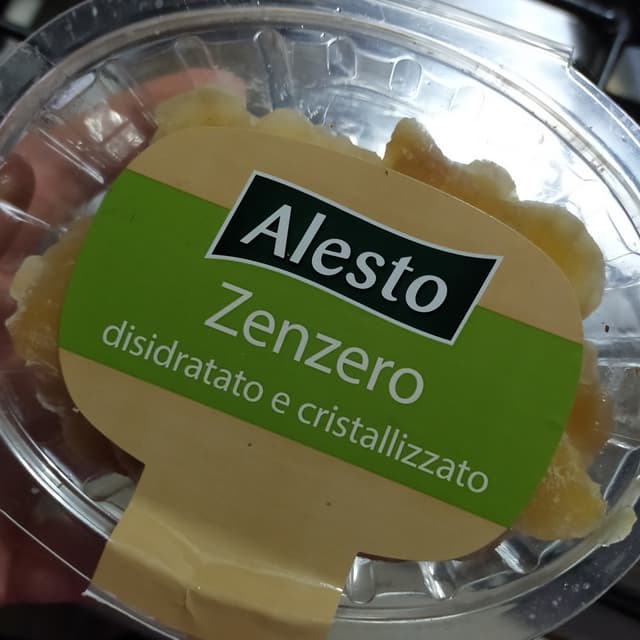 Alesto
Zenzero
disidratato e cristallizzato